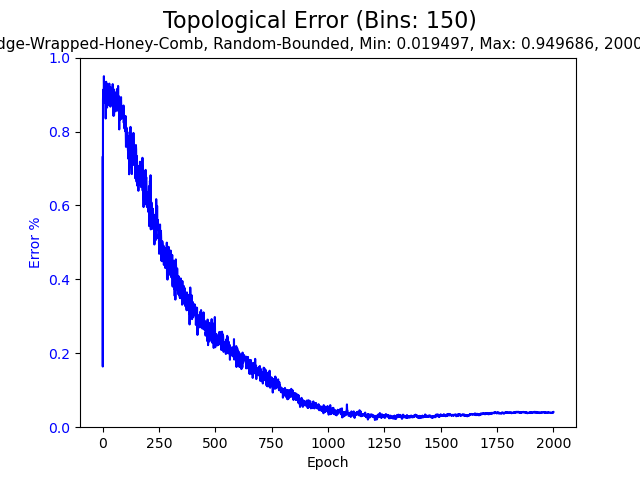 Topological Error (Bins: 150)
dge-Wrapped-Honey-Comb, Random-Bounded, Min: 0.019497, Max: 0.949686, 2000
1.0
0.8
0.6
0.4
0.2
0.0
Error %
0 250 500 750 1000 1250 1500 1750 2000
Epoch